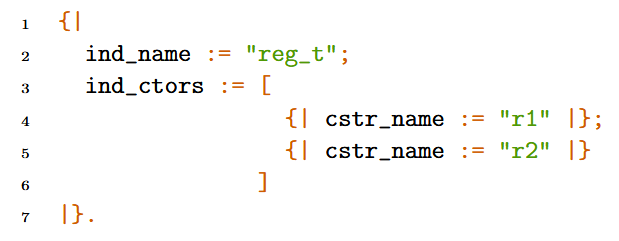 1 {|
2 ind_name := "reg_t";
3 ind_ctors := [
4 {| cstr_name := "r1" |};
5 {| cstr_name := "r2" |}
6 ]
7 |}.